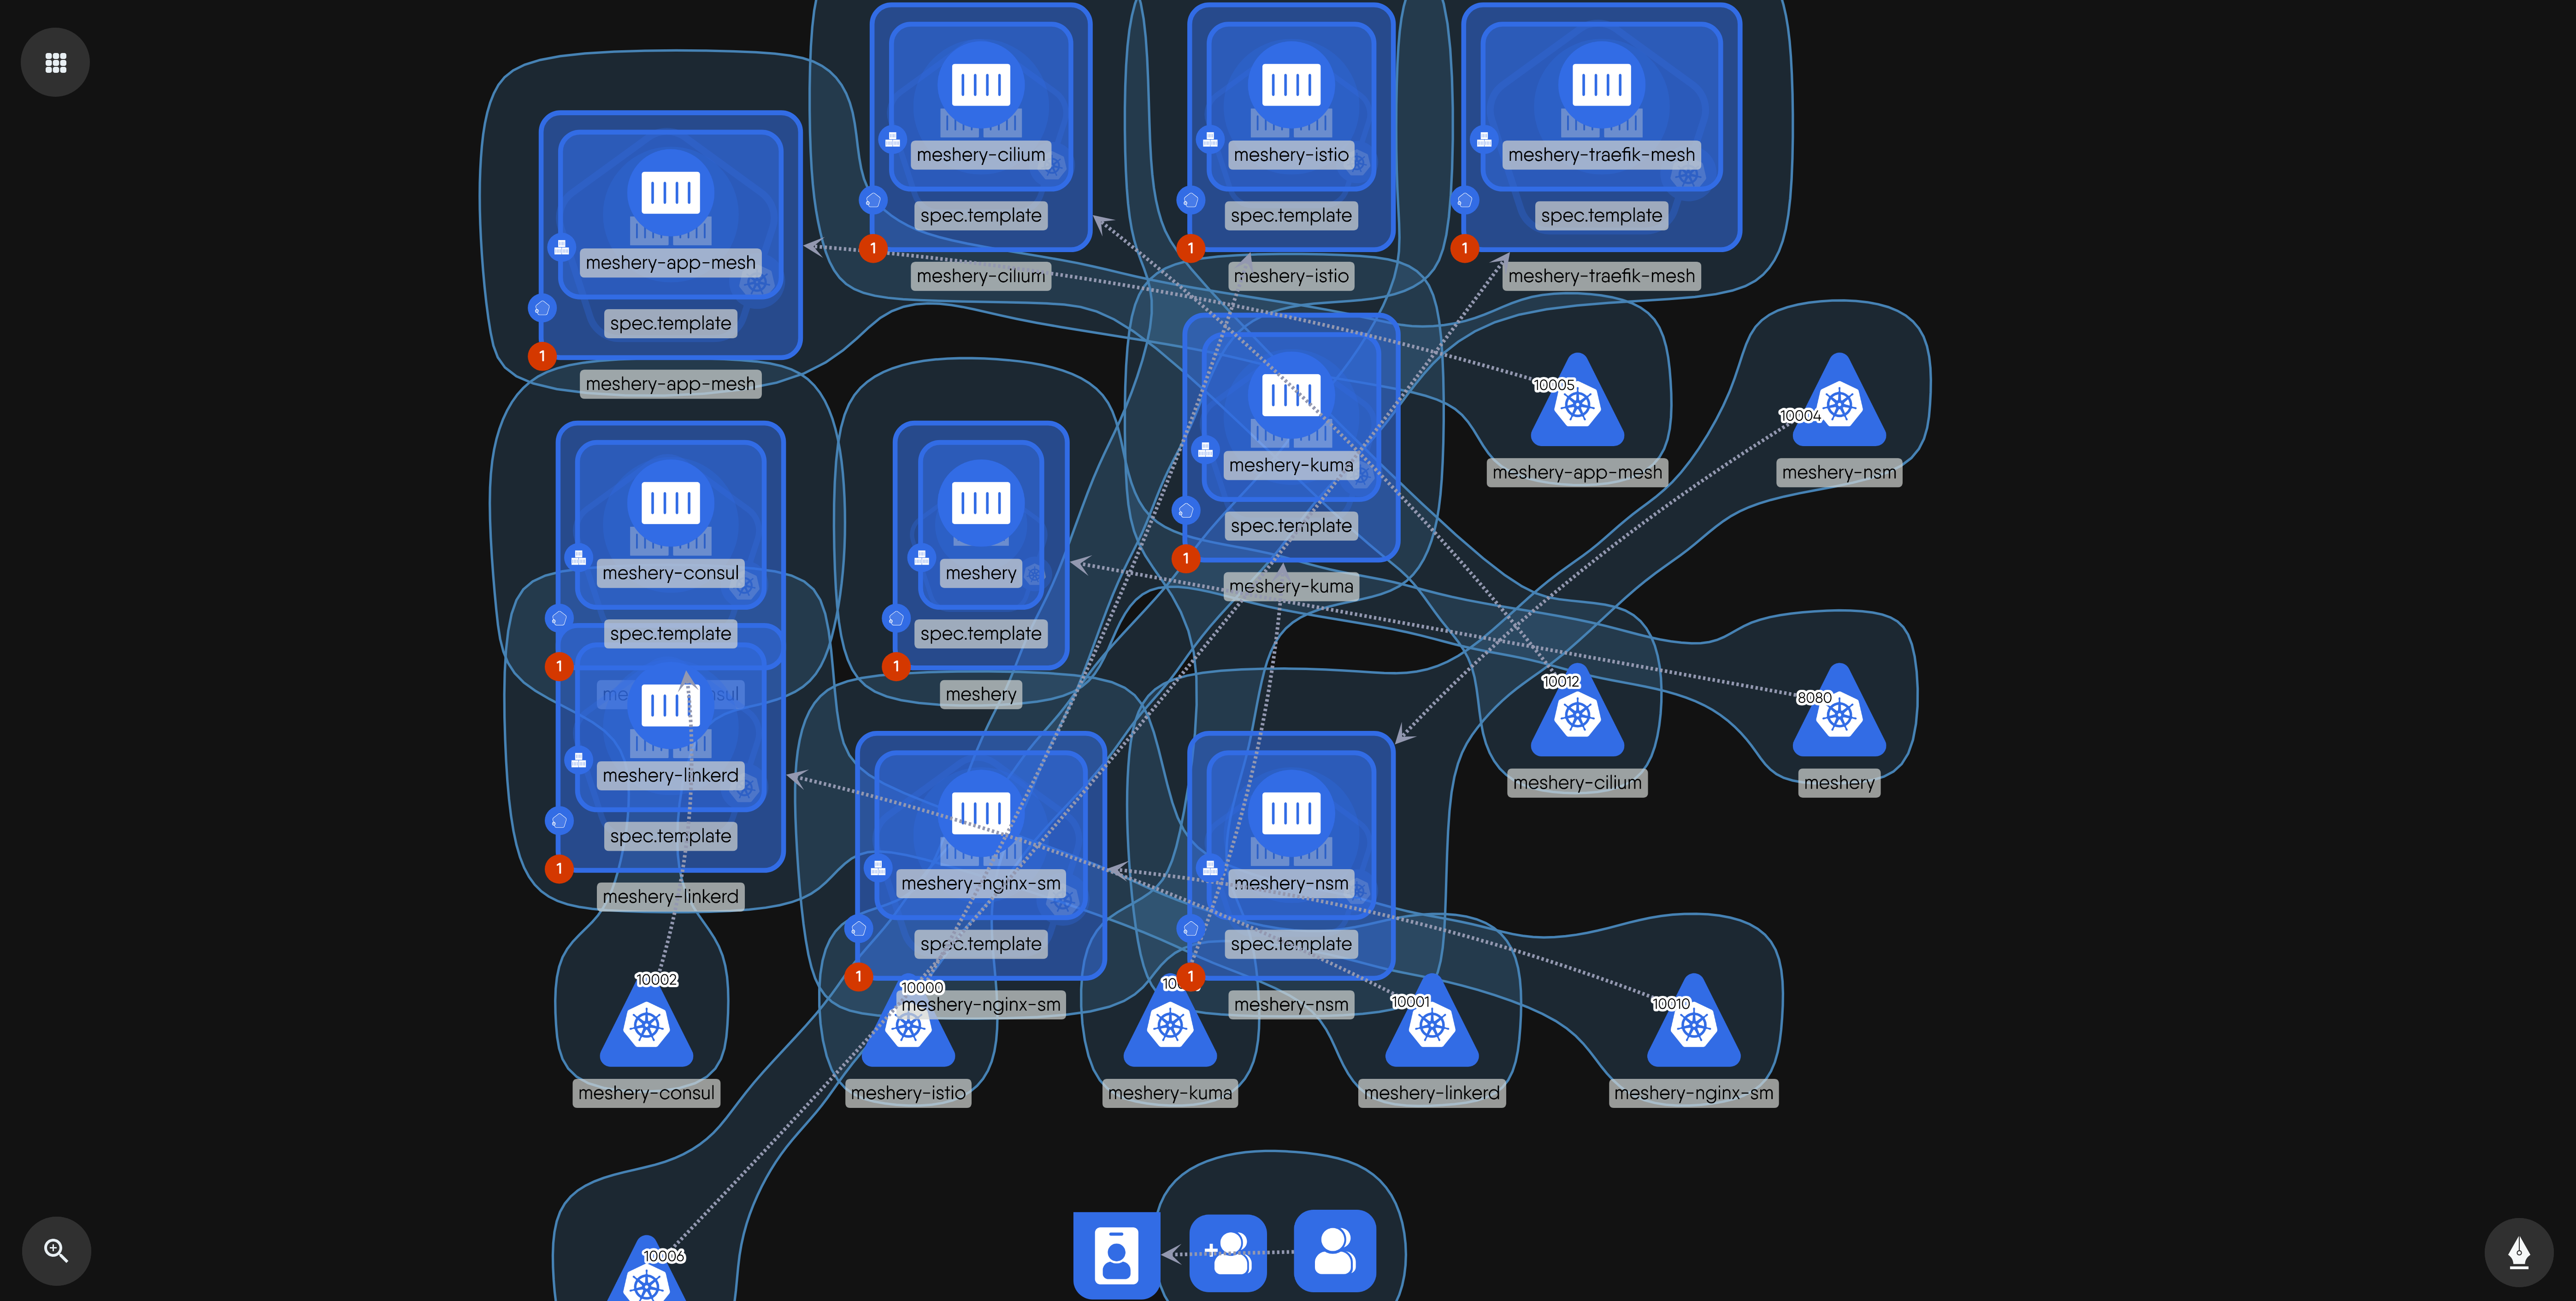 meshery-cilium
spec.template
1
meshery-cilium
meshery-istio
spec.template
1
meshery-istio
meshery-traefik-mesh
spec.template
1
meshery-traefik-mesh
meshery-app-mesh
spec.template
1
meshery-app-mesh
meshery-kuma
spec.template
1
meshery-kuma
10005
meshery-app-mesh
10004
meshery-nsm
meshery-consul
spec.template
1
meshery
spec.template
1
meshery
10012
meshery-cilium
8080
meshery
meshery-linkerd
spec.template
1
meshery-linkerd
meshery-nginx-sm
spec.template
1
meshery-nginx-sm
meshery-nsm
spec.template
1
meshery-nsm
10002
meshery-consul
10000
meshery-istio
meshery-kuma
10001
meshery-linkerd
10010
meshery-nginx-sm
10006